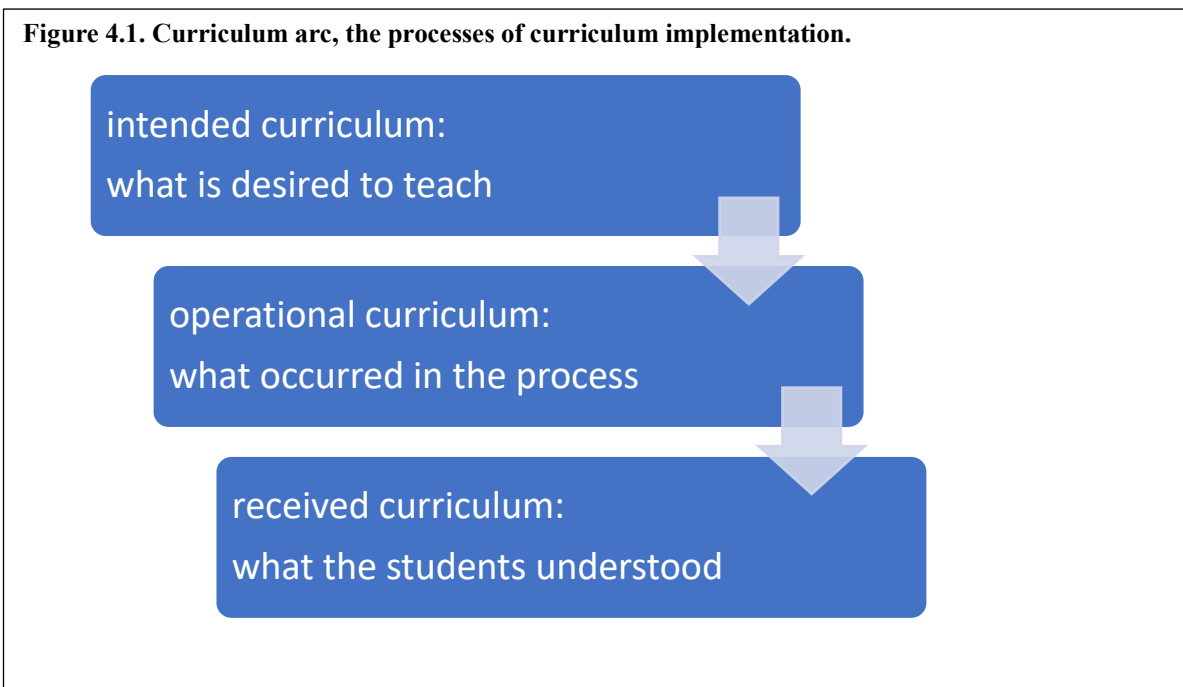 Figure 4.1. Curriculum arc, the processes of curriculum implementation.
intended curriculum:
what is desired to teach
operational curriculum:
what occurred in the process
received curriculum:
what the students understood